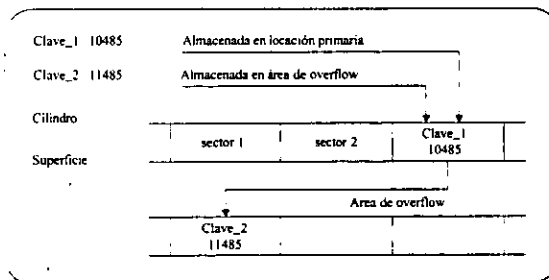 Clave_1 10485 Almacenada en locación primaria
Clave_2 11485 Almacenada en área de overflow
Cilindro
sector 1 sector 2 Clave_1
10485
Superficie
Area de overflow
Clave_2
11485